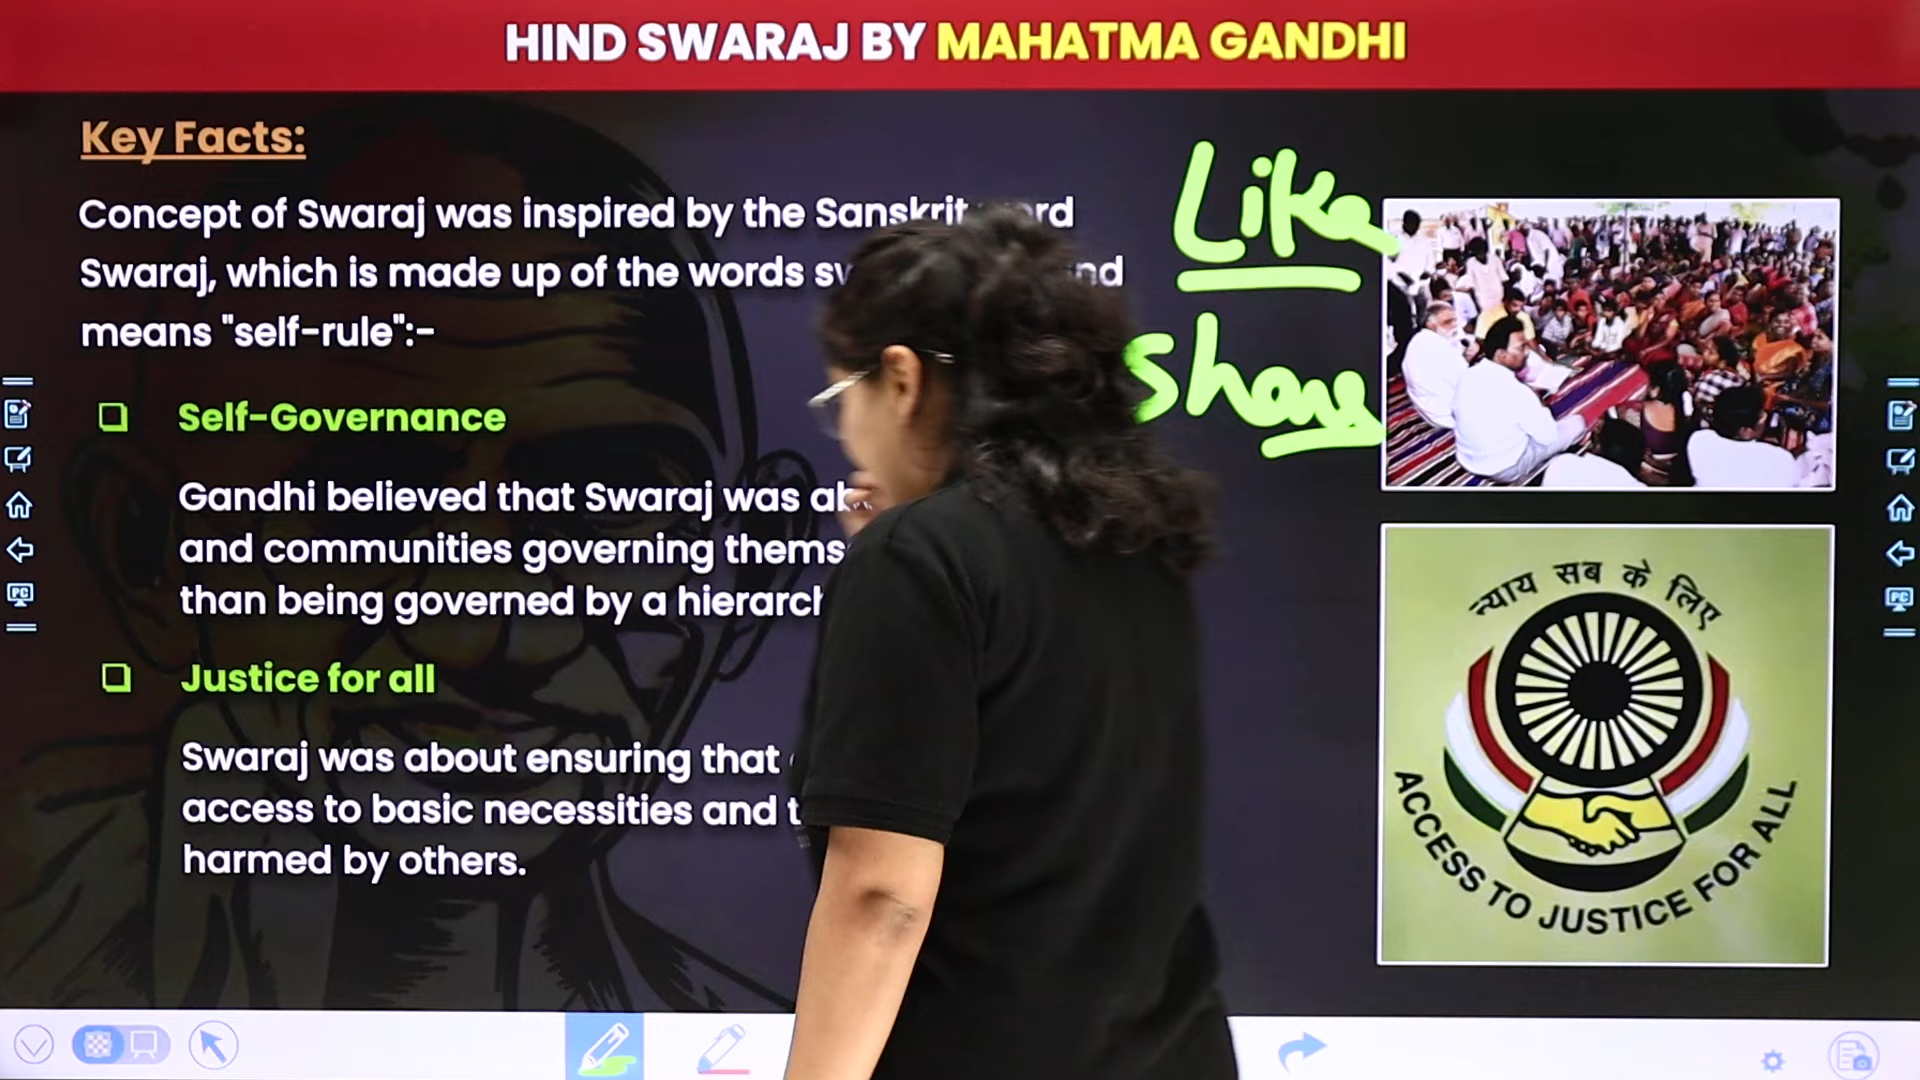 HIND SWARAJ BY MAHATMA GANDHI
Key Facts:
Concept of Swaraj was inspired by the Sanskrit
Swaraj, which is made up of the words
means "self-rule":-
Self-Governance
Gandhi believed that Swaraj was
and communities governing
than being governed by a
Justice for all
Swaraj was about ensuring that
access to basic necessities and
harmed by others.
Like
Share
न्याय सब के लिए
ACCESS TO JUSTICE FOR ALL
PC
PC